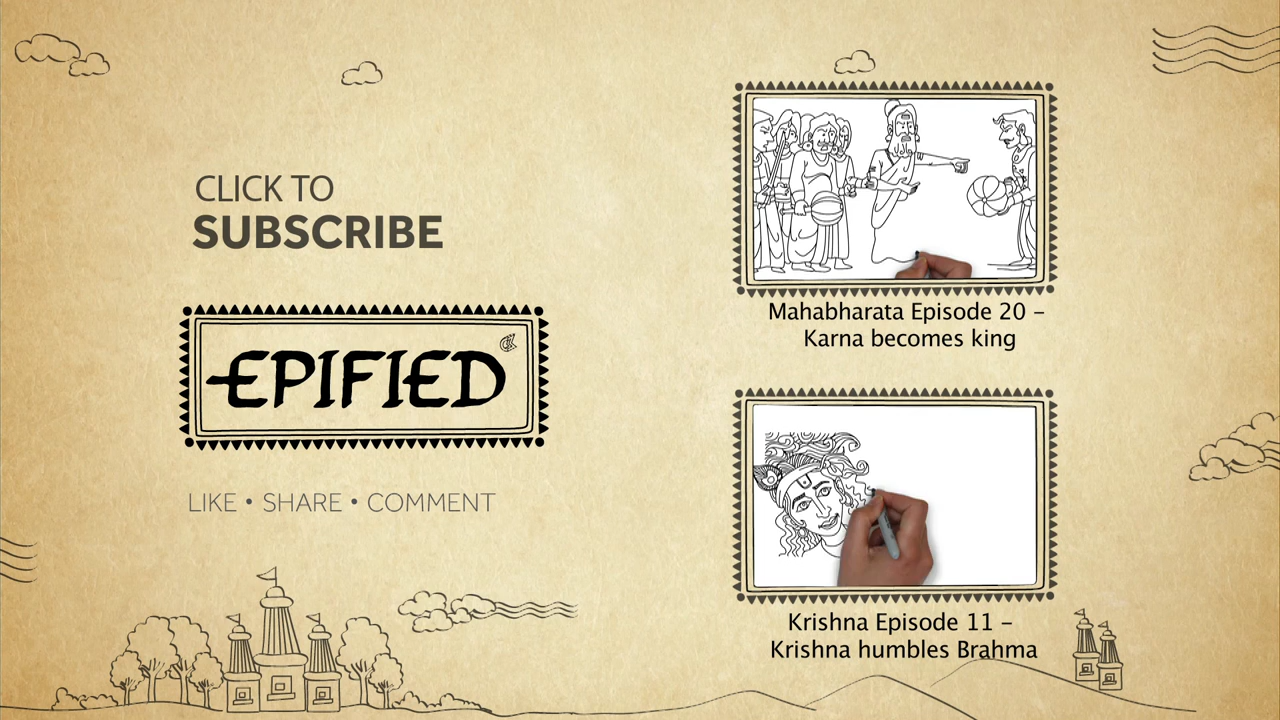 CLICK TO
SUBSCRIBE
EPIFIED
LIKE • SHARE • COMMENT
Mahabharata Episode 20 –
Karna becomes king
Krishna Episode 11 –
Krishna humbles Brahma